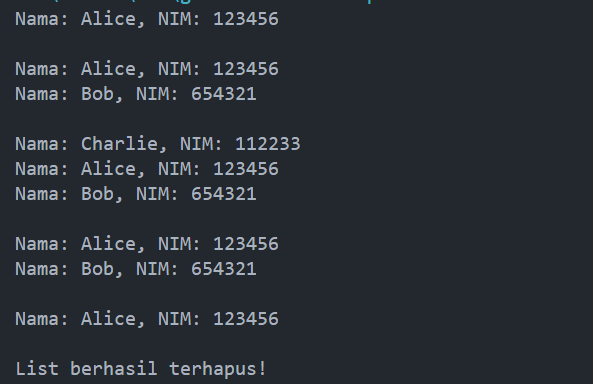 Nama: Alice, NIM: 123456
Nama: Alice, NIM: 123456
Nama: Bob, NIM: 654321
Nama: Charlie, NIM: 112233
Nama: Alice, NIM: 123456
Nama: Bob, NIM: 654321
Nama: Alice, NIM: 123456
Nama: Bob, NIM: 654321
Nama: Alice, NIM: 123456
List berhasil terhapus!